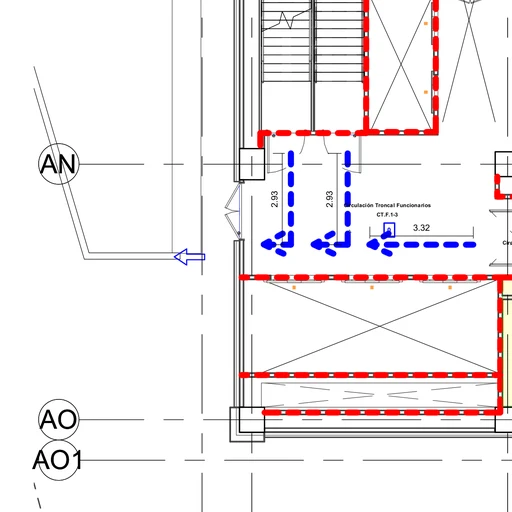 AN
2.93
2.93
Circulación Troncal Funcionarios
CT.F.1-3
3.32
AO
AO1